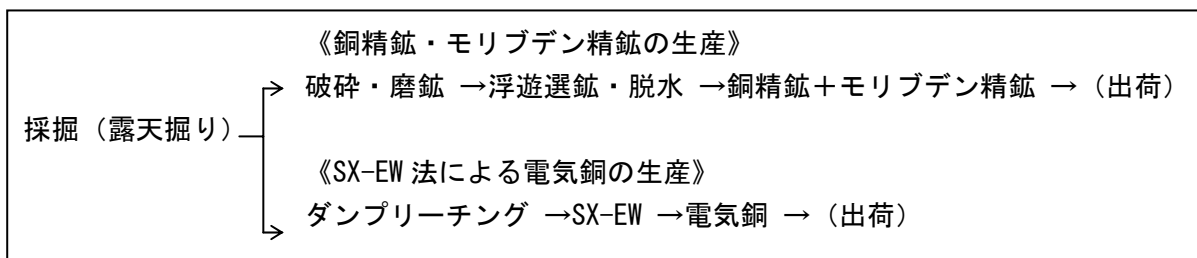 《銅精鉱・モリブデン精鉱の生産》
破砕・磨鉱 →浮遊選鉱・脱水 →銅精鉱＋モリブデン精鉱 → （出荷）
採掘（露天掘り）
《SX-EW 法による電気銅の生産》
ダンプリーチング →SX-EW →電気銅 → （出荷）